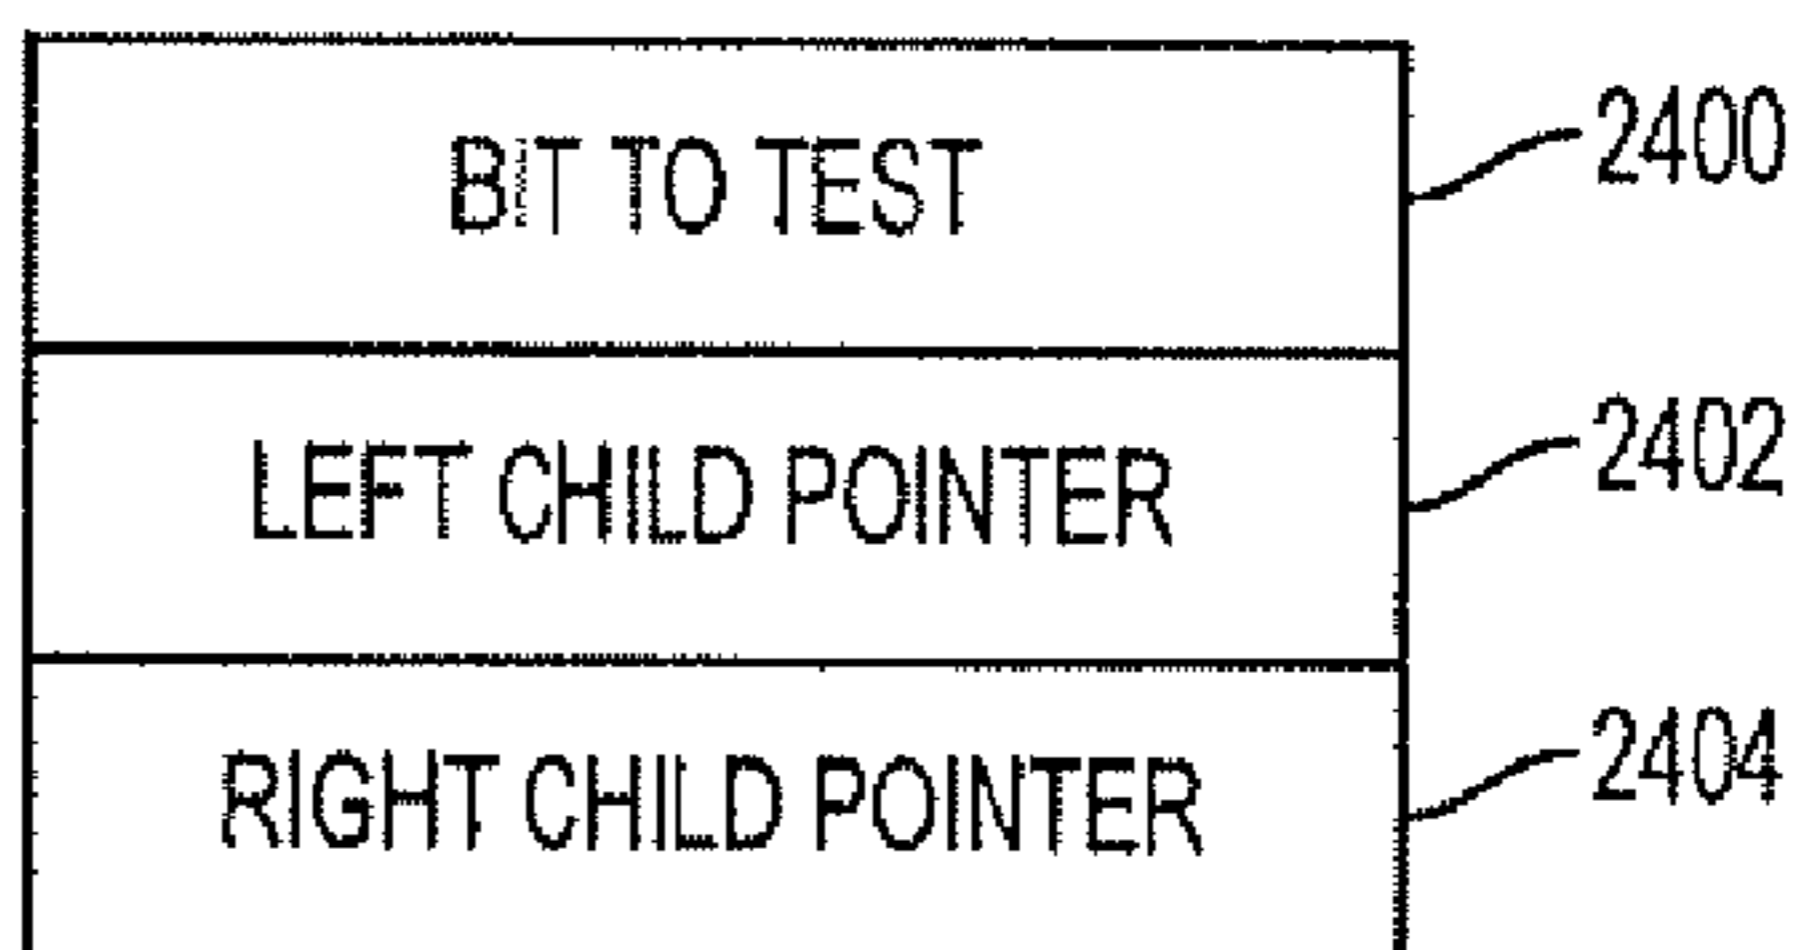 BIT TO TEST 2400
LEFT CHILD POINTER 2402
RIGHT CHILD POINTER 2404